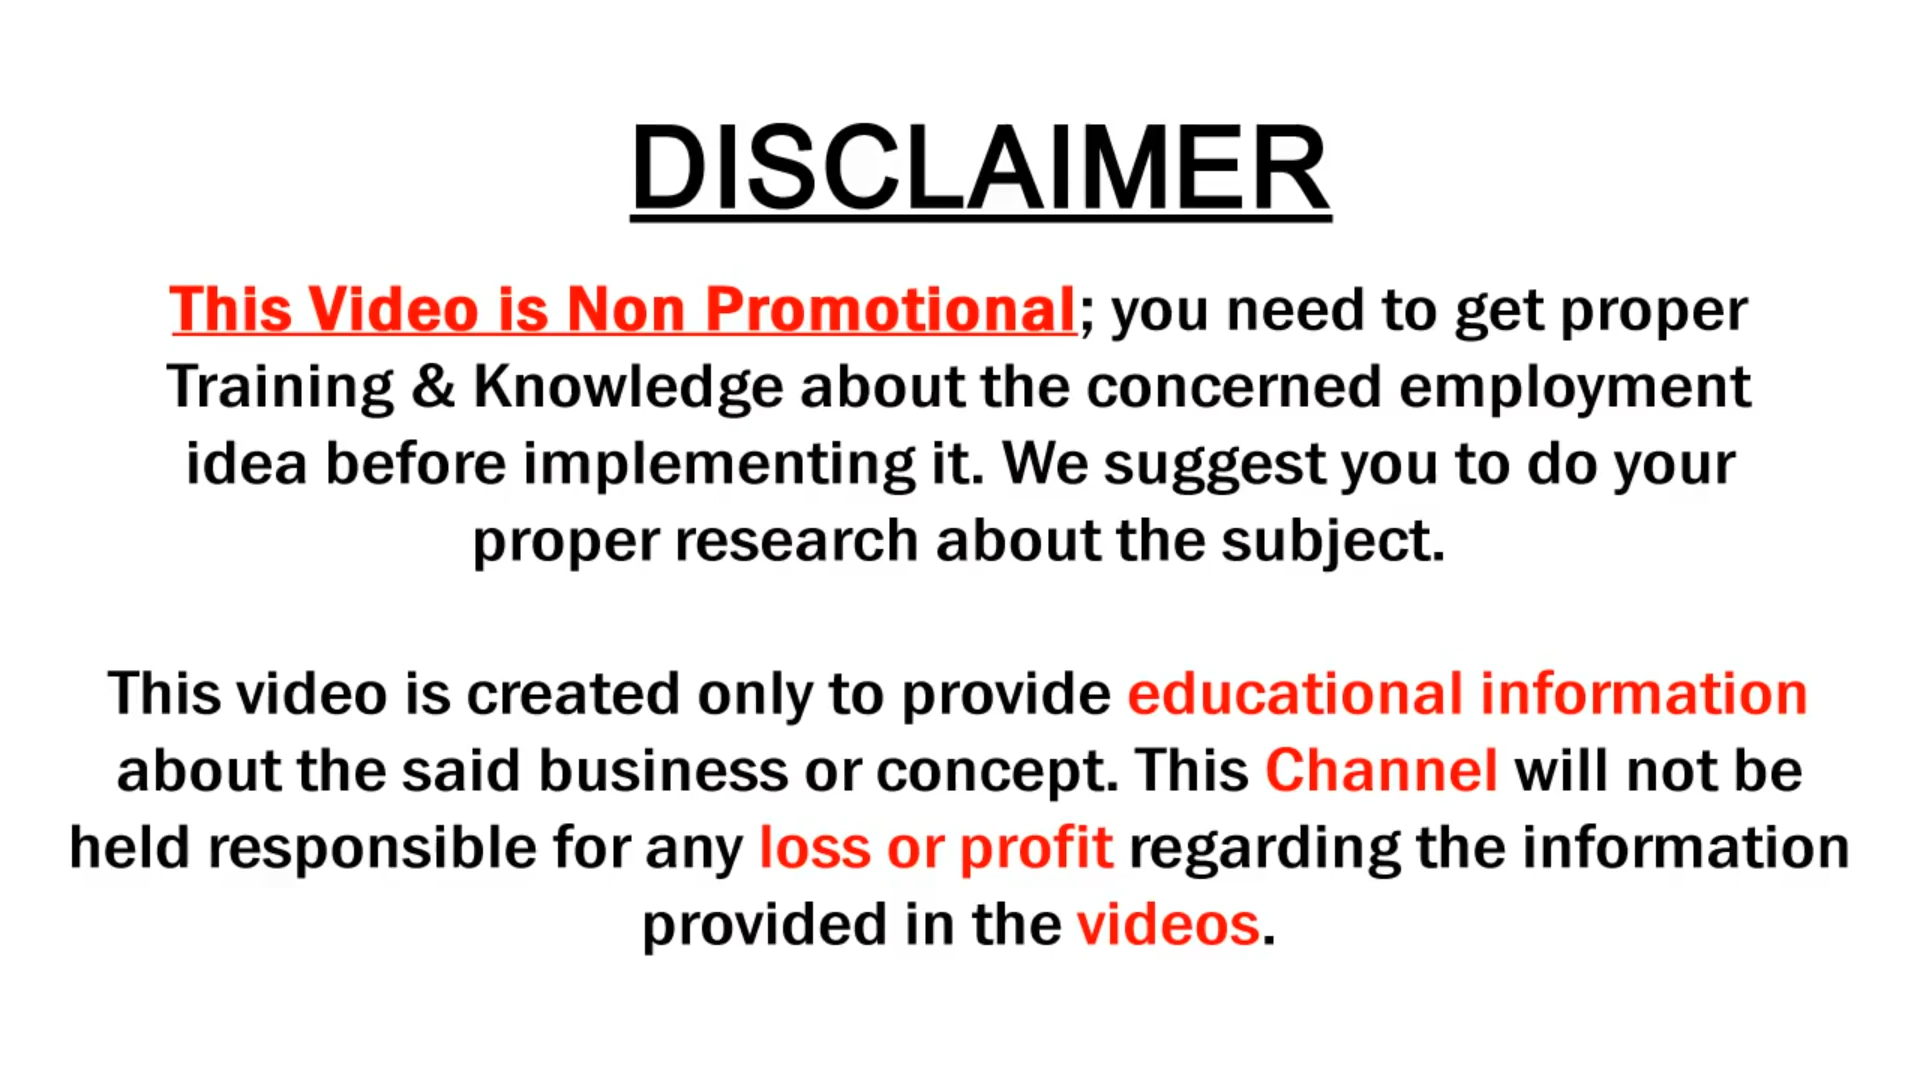 DISCLAIMER
This Video is Non Promotional; you need to get proper
Training & Knowledge about the concerned employment
idea before implementing it. We suggest you to do your
proper research about the subject.
This video is created only to provide educational information
about the said business or concept. This Channel will not be
held responsible for any loss or profit regarding the information
provided in the videos.